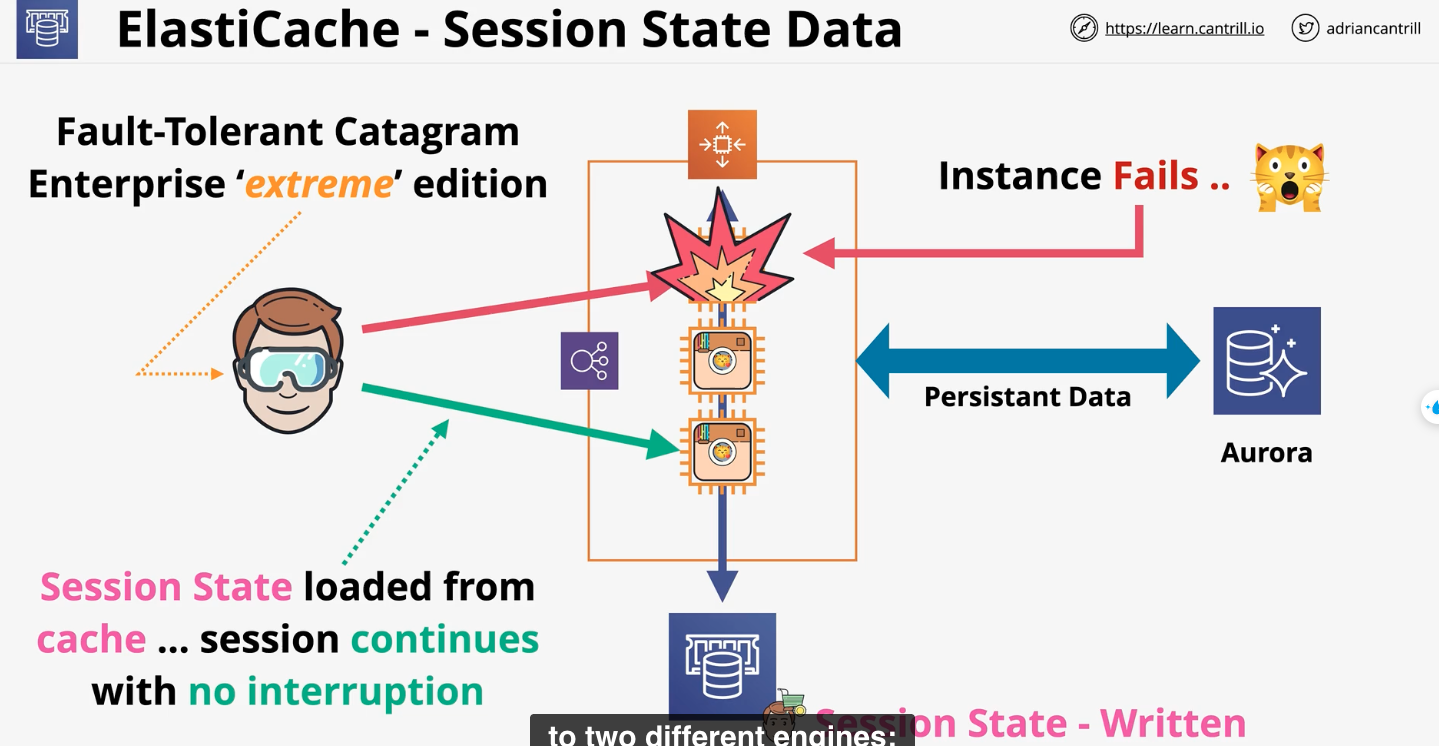 ElastiCache - Session State Data
https://learn.cantrill.io
adriancantrill
Fault-Tolerant Catagram
Enterprise ‘extreme’ edition
Instance Fails ..
Persistant Data
Aurora
Session State loaded from
cache ... session continues
with no interruption
Session State - Written
to two different engines: